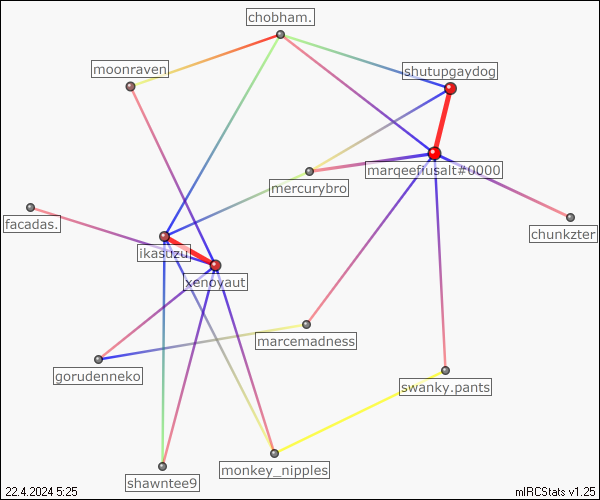 chobham.
moonraven
shutupgaydog
marqeefiusalt#0000
mercurybro
facadas.
chunkzter
ikasuzu
xenoyaut
marcemadness
gorudenneko
swanky.pants
shawntee9
monkey_nipples
22.4.2024 5:25
mIRCStats v1.25